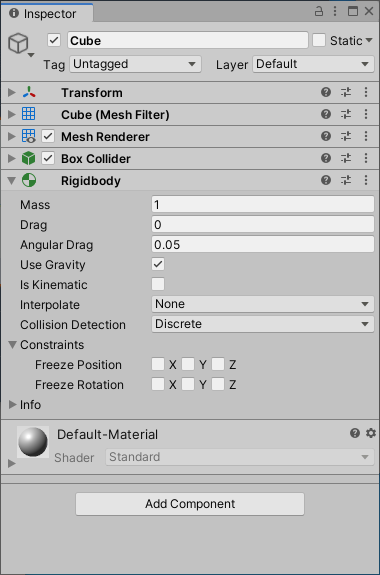 Inspector
Cube Static
Tag Untagged Layer Default
Transform
Cube (Mesh Filter)
Mesh Renderer
Box Collider
Rigidbody
Mass 1
Drag 0
Angular Drag 0.05
Use Gravity
Is Kinematic
Interpolate None
Collision Detection Discrete
Constraints
Freeze Position X Y Z
Freeze Rotation X Y Z
Info
Default-Material
Shader Standard
Add Component